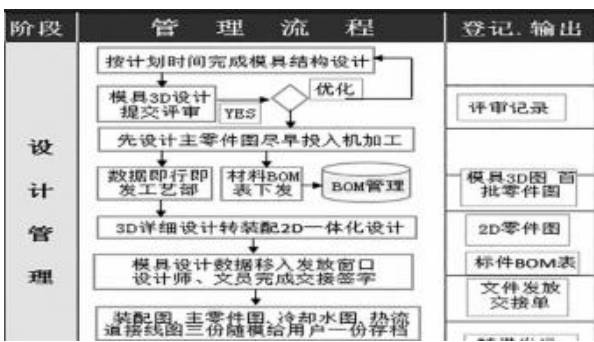 阶段 管理流程 登记.输出
按计划时间完成模具结构设计
优化
模具3D设计
提交评审
YES
评审记录
先设计主零件图尽早投入机加工
设计管理
数据即行即
发工艺部
材料BOM
表下发
BOM管理
模具3D图 首
批零件图
3D详细设计转装配2D一体化设计
2D零件图
模具设计数据移入发放窗口
设计师、文员完成交接签字
标件BOM表
文件发放
交接单
装配图,主零件图,冷却水图,热流
道接线图三份随模给用户一份存档